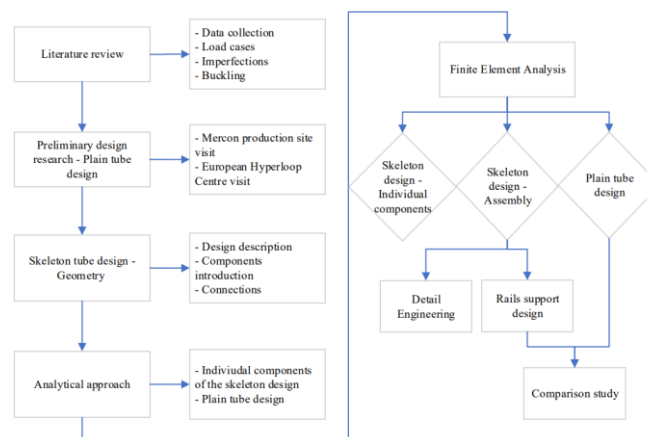 Literature review
- Data collection
- Load cases
- Imperfections
- Buckling
Preliminary design
research - Plain tube
design
- Mercon production site
visit
- European Hyperloop
Centre visit
Skeleton tube design -
Geometry
- Design description
- Components
introduction
- Connections
Analytical approach
- Indiviudal components
of the skeleton design
- Plain tube design
Finite Element Analysis
Skeleton
design -
Individual
components
Skeleton
design -
Assembly
Plain tube
design
Detail
Engineering
Rails support
design
Comparison study